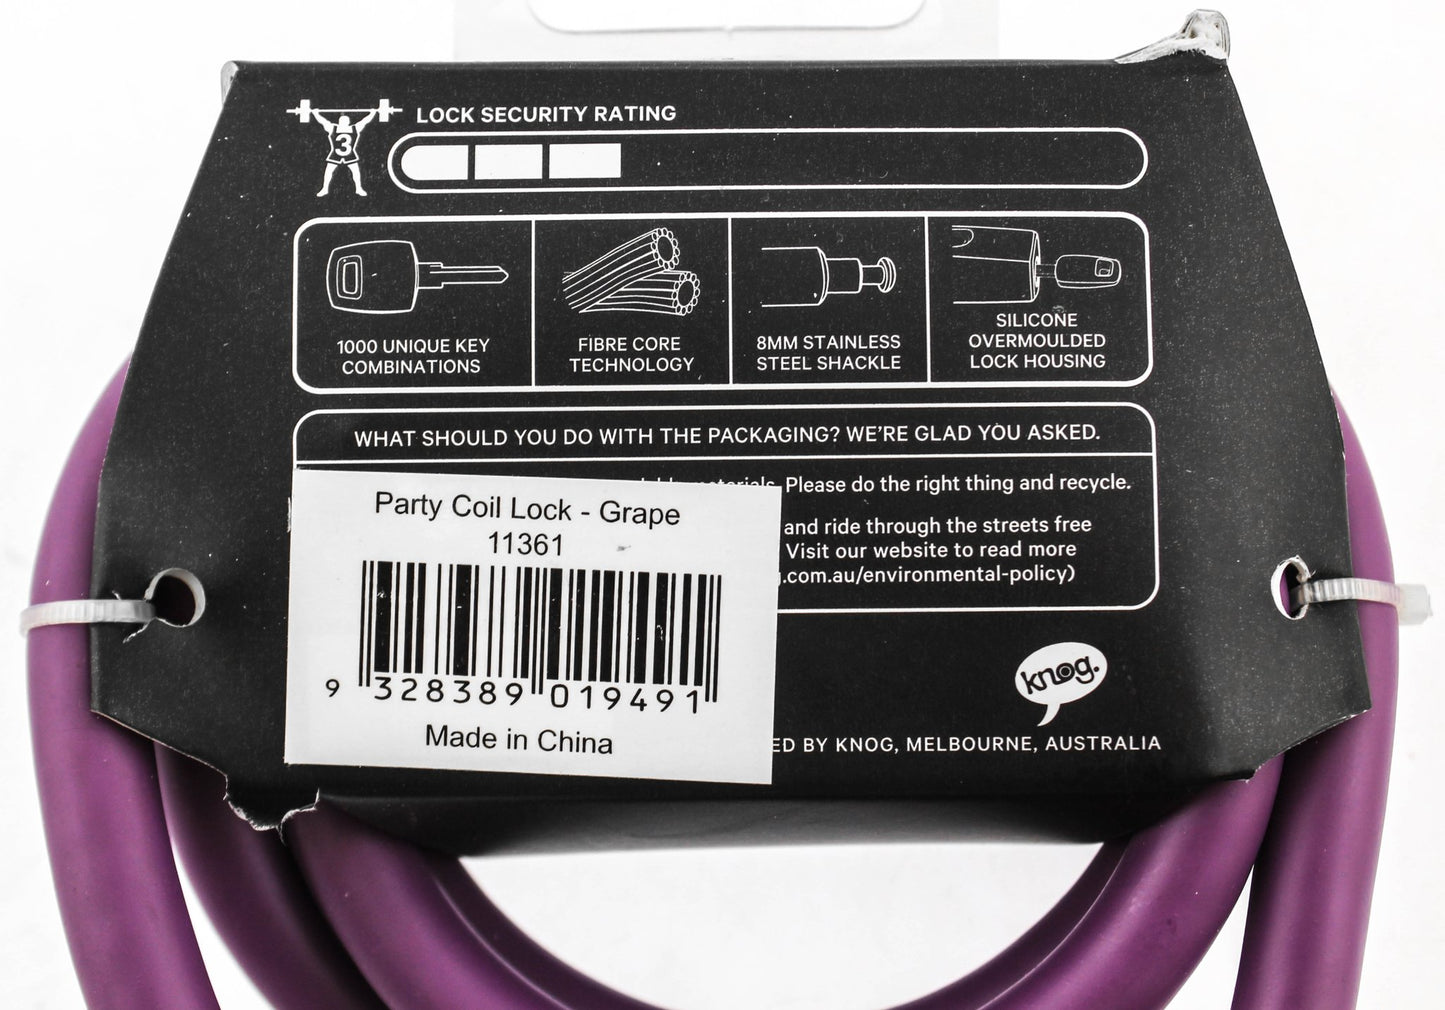 LOCK SECURITY RATING
3
1000 UNIQUE KEY
COMBINATIONS
FIBRE CORE
TECHNOLOGY
8MM STAINLESS
STEEL SHACKLE
SILICONE
OVERMOULDED
LOCK HOUSING
WHAT SHOULD YOU DO WITH THE PACKAGING? WE'RE GLAD YOU ASKED.
Please do the right thing and recycle.
and ride through the streets free
Visit our website to read more
.com.au/environmental-policy)
Party Coil Lock - Grape
11361
9 328389 019491
Made in China
knog.
ED BY KNOG, MELBOURNE, AUSTRALIA